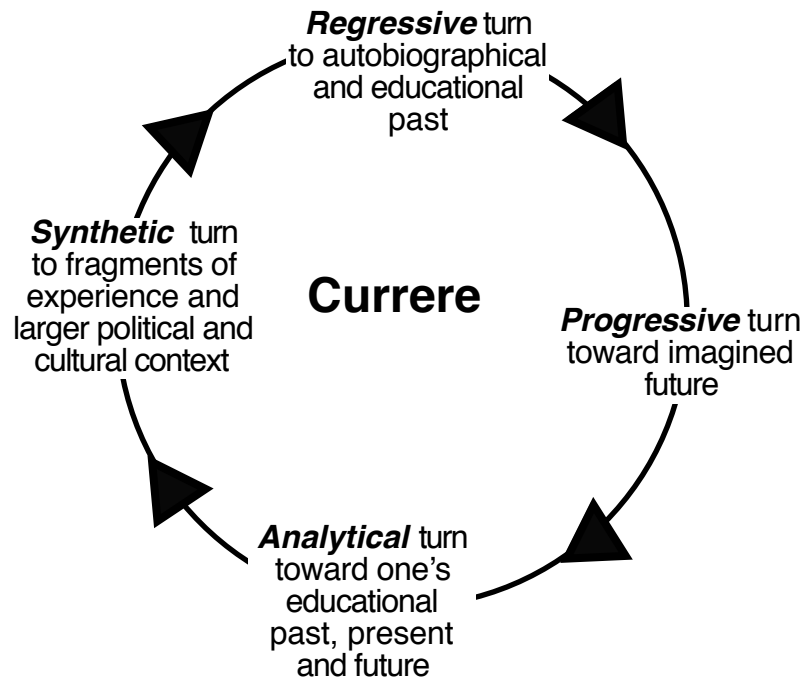 Regressive turn
to autobiographical
and educational
past
Synthetic turn
to fragments of
experience and
larger political and
cultural context
Currere
Progressive turn
toward imagined
future
Analytical turn
toward one's
educational
past, present
and future